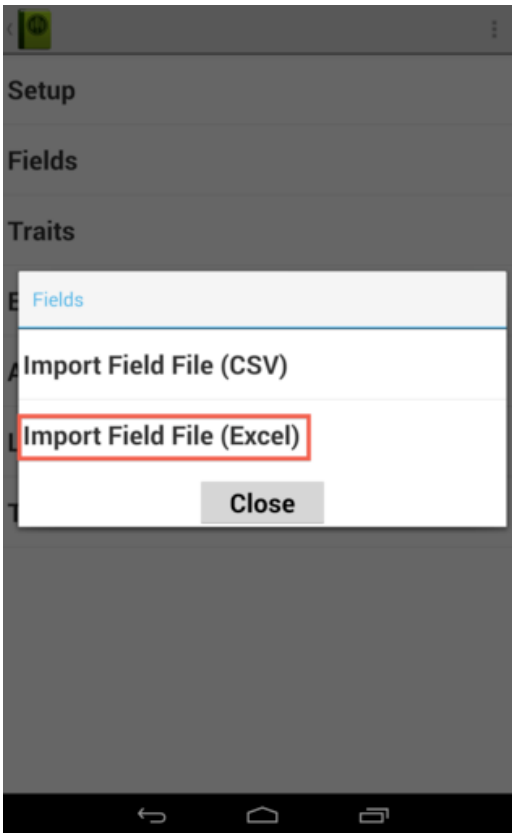 Setup
Fields
Traits
Fields
Import Field File (CSV)
Import Field File (Excel)
Close